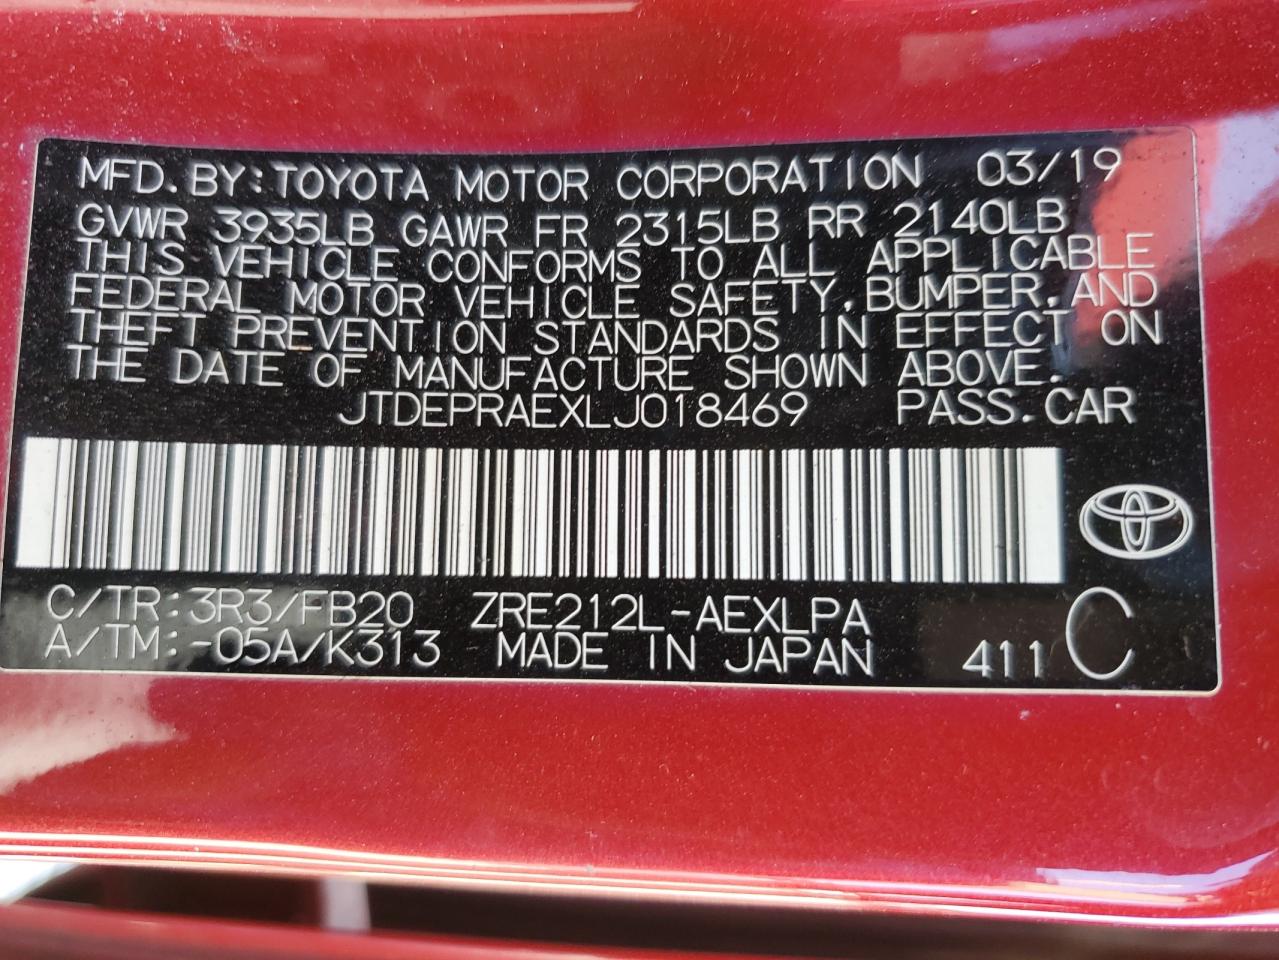 MFD.BY:TOYOTA MOTOR CORPORATION 03/19
GVWR 3935LB GAWR FR 2315LB RR 2140LB
THIS VEHICLE CONFORMS TO ALL APPLICABLE
FEDERAL MOTOR VEHICLE SAFETY,BUMPER,AND
THEFT PREVENTION STANDARDS IN EFFECT ON
THE DATE OF MANUFACTURE SHOWN ABOVE.
JTDEPRAEXLJ018469 PASS.CAR
C/TR:3R3/FB20 ZRE212L-AEXLPA
A/TM:-05A/K313 MADE IN JAPAN 411 C